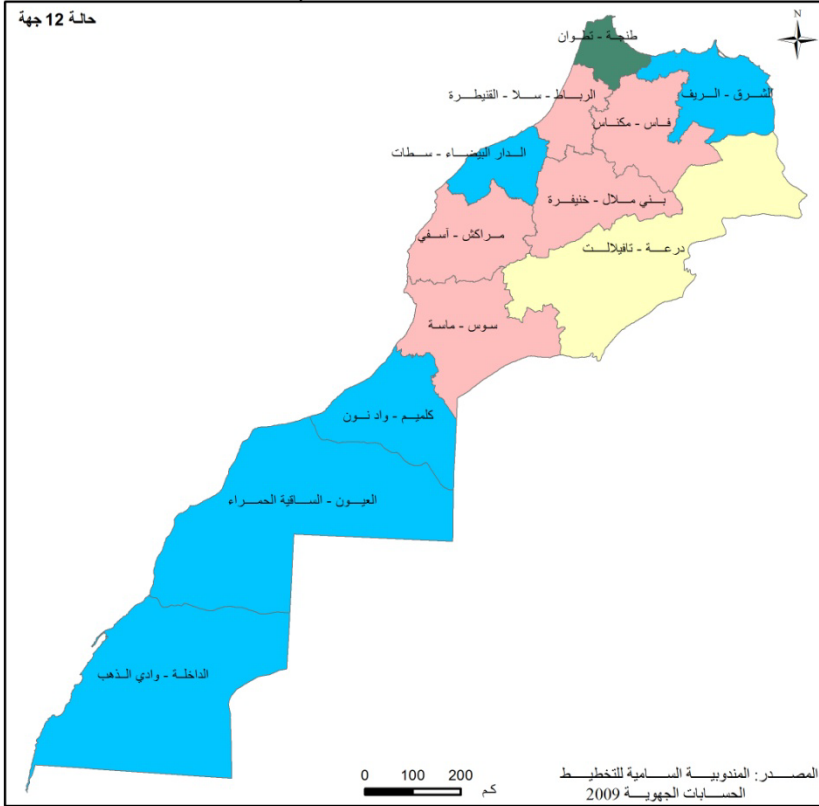 حالة 12 جهة
N
طنجة - تطوان
الشرق - الريف
الرباط - سلا - القنيطرة
فاس - مكناس
الدار البيضاء - سطات
بني ملال - خنيفرة
مراكش - آسفي
درعة - تافيلالت
سوس - ماسة
كلميم - واد نون
العيون - الساقية الحمراء
الداخلة - وادي الذهب
0 100 200
كم
المصدر: المندوبية السامية للتخطيط
الحسابات الجهوية 2009